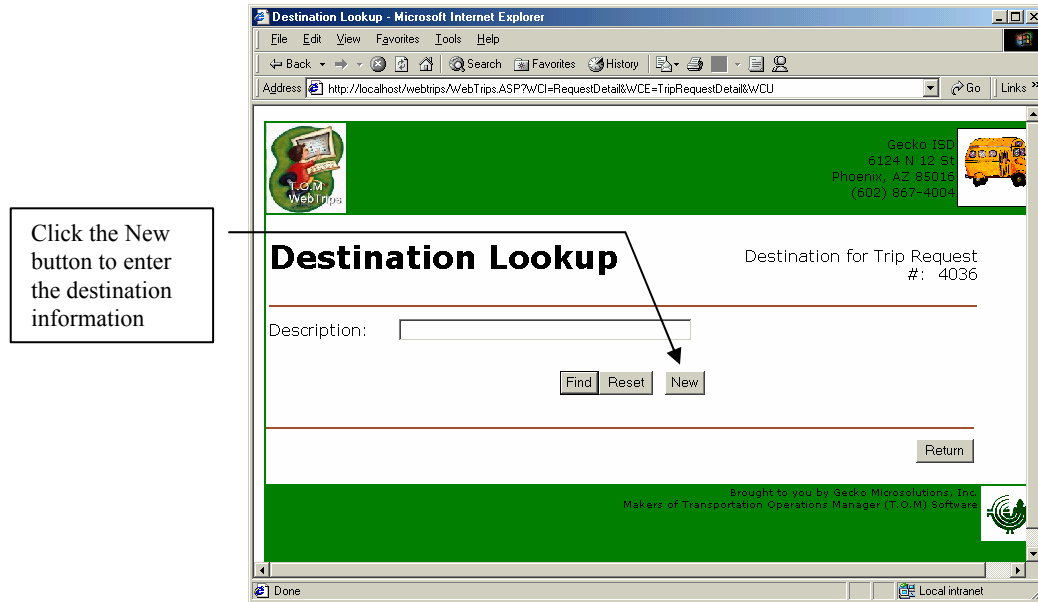 Destination Lookup - Microsoft Internet Explorer
File Edit View Favorites Tools Help
Back Search Favorites History
Address http://localhost/webtrips/WebTrips.ASP?WCI=RequestDetail&WCE=TripRequestDetail&WCU Go Links »
T.O.M
WebTrips
Gecko ISD
6124 N 12 St
Phoenix, AZ 85016
(602) 867-4004
Click the New
button to enter
the destination
information
Destination Lookup
Destination for Trip Request
#: 4036
Description:
Find Reset New
Return
Brought to you by Gecko Microsolutions, Inc.
Makers of Transportation Operations Manager (T.O.M) Software
Done Local intranet